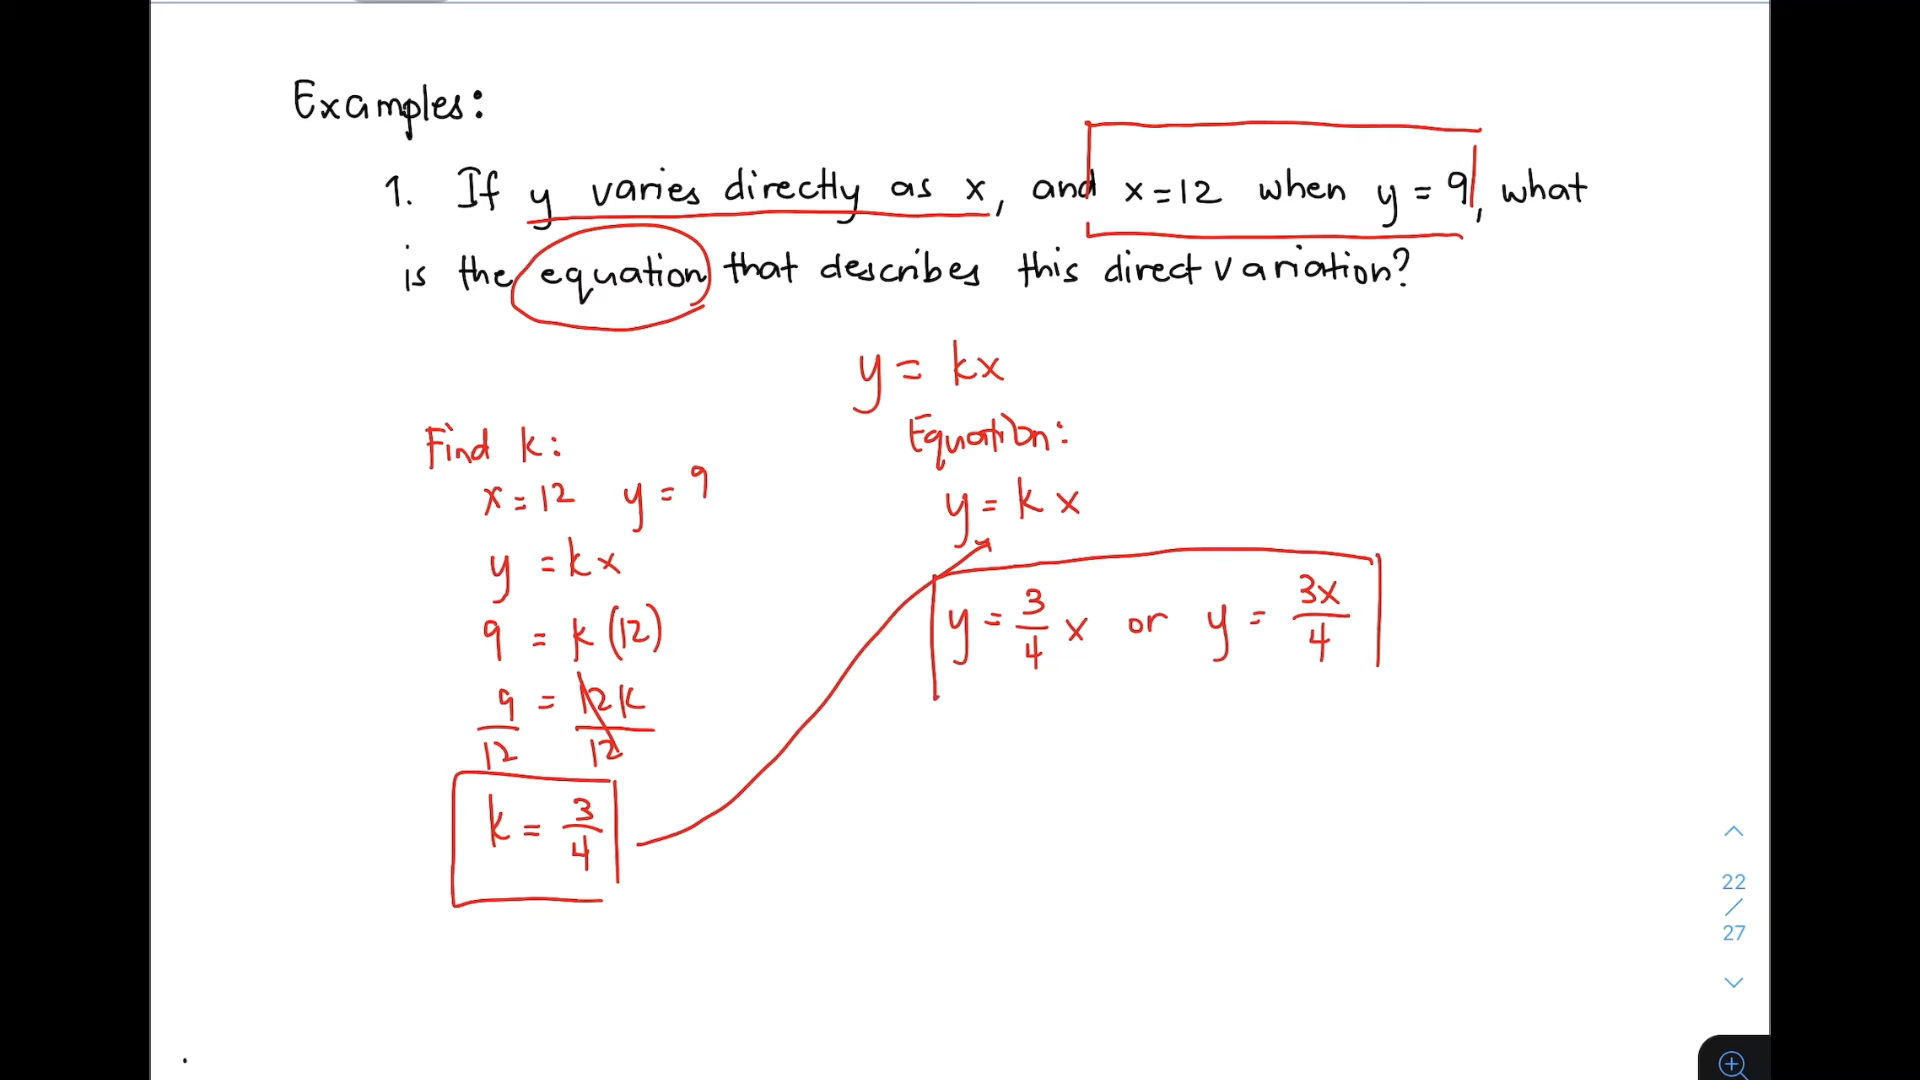 Examples:
1. If y varies directly as x, and x=12 when y=9, what
is the equation that describes this direct variation?
y = kx
Find k:
x=12 y=9
y = kx
9 = k(12)
9/12 = 12k/12
k = 3/4
Equation:
y = kx
y = 3/4 x or y = 3x/4
22
/
27